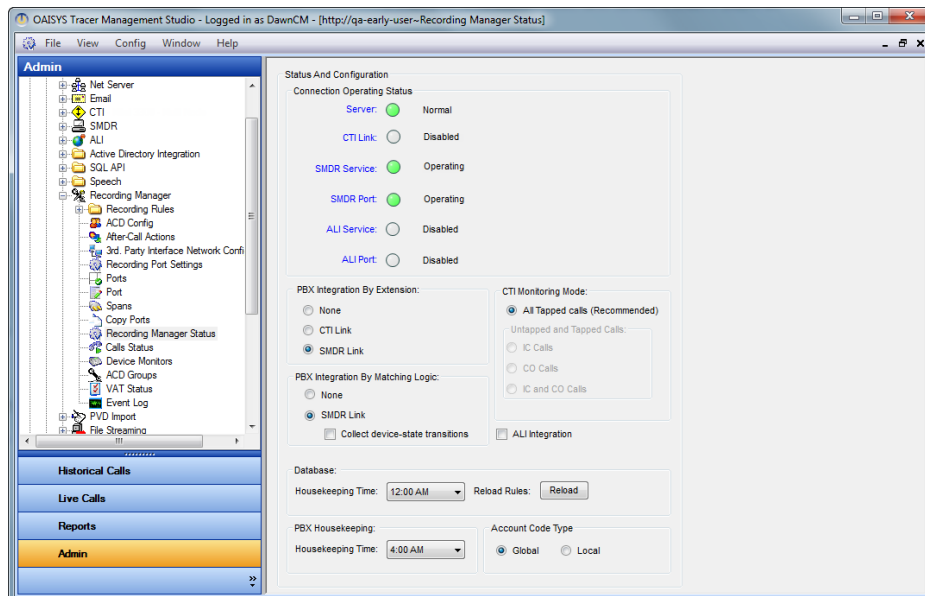 OAISYS Tracer Management Studio - Logged in as DawnCM - [http://qa-early-user~Recording Manager Status]
File View Config Window Help
Admin
Net Server
Email
CTI
SMDR
ALI
Active Directory Integration
SQL API
Speech
Recording Manager
Recording Rules
ACD Config
After-Call Actions
3rd. Party Interface Network Confi
Recording Port Settings
Ports
Port
Spans
Copy Ports
Recording Manager Status
Calls Status
Device Monitors
ACD Groups
VAT Status
Event Log
PVD Import
File Streaming
Historical Calls
Live Calls
Reports
Admin
Status And Configuration
Connection Operating Status
Server: Normal
CTI Link: Disabled
SMDR Service: Operating
SMDR Port: Operating
ALI Service: Disabled
ALI Port: Disabled
PBX Integration By Extension:
None
CTI Link
SMDR Link
CTI Monitoring Mode:
All Tapped calls (Recommended)
Untapped and Tapped Calls:
IC Calls
CO Calls
IC and CO Calls
PBX Integration By Matching Logic:
None
SMDR Link
Collect device-state transitions
ALI Integration
Database:
Housekeeping Time: 12:00 AM Reload Rules: Reload
PBX Housekeeping:
Housekeeping Time: 4:00 AM
Account Code Type
Global Local